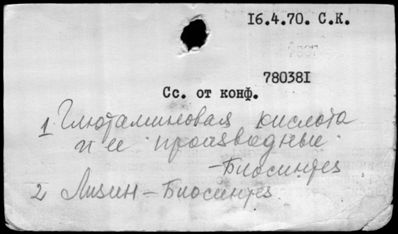 16.4.70. С.К.
780381
Сс. от конф.
1 Глютаминовая кислота
и ее производные.
-Биосинтез
2 Лизин – Биосинтез